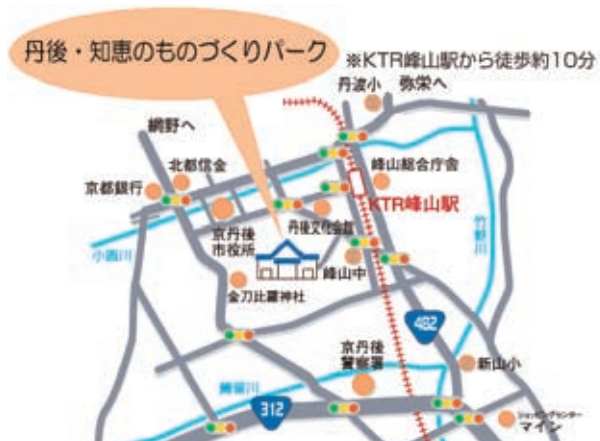 丹後・知恵のものづくりパーク
※KTR峰山駅から徒歩約10分
丹波小
弥栄へ
網野へ
北都信金
京都銀行
峰山総合庁舎
KTR峰山駅
竹野川
京丹後
市役所
丹後文化会館
小西川
峰山中
金刀比羅神社
482
京丹後
警察署
新山小
鱒留川
312
ショッピングセンター
マイン